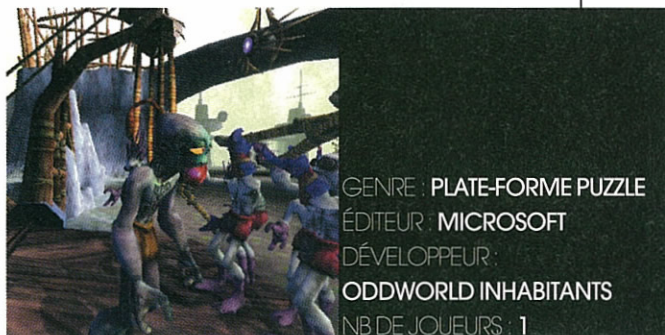 GENRE : PLATE-FORME PUZZLE
ÉDITEUR : MICROSOFT
DÉVELOPPEUR :
ODDWORLD INHABITANTS
NB DE JOUEURS : 1